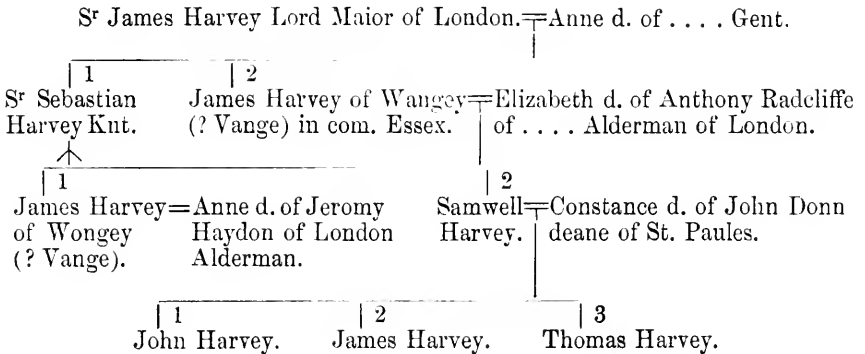 Sr James Harvey Lord Maior of London.=Anne d. of .... Gent.
1 2
Sr Sebastian James Harvey of Wangey=Elizabeth d. of Anthony Radcliffe
Harvey Knt. (? Vange) in com. Essex. of .... Alderman of London.
1 2
James Harvey=Anne d. of Jeromy Samwell=Constance d. of John Donn
of Wongey Haydon of London Harvey. deane of St. Paules.
(? Vange). Alderman.
1 2 3
John Harvey. James Harvey. Thomas Harvey.